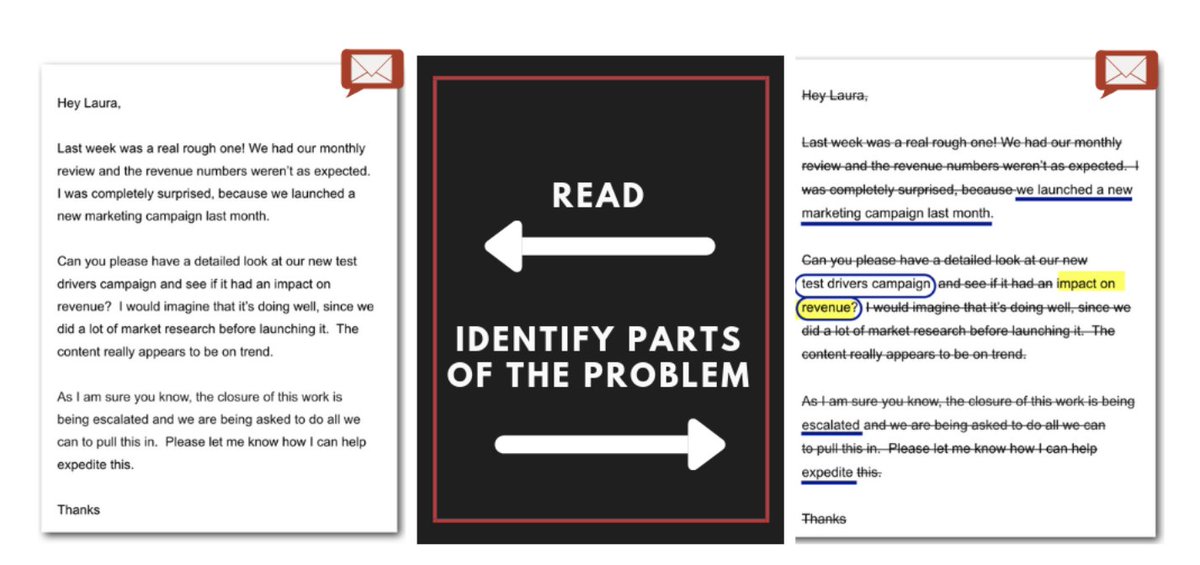 Hey Laura,
Last week was a real rough one! We had our monthly
review and the revenue numbers weren't as expected.
I was completely surprised, because we launched a
new marketing campaign last month.
Can you please have a detailed look at our new test
drivers campaign and see if it had an impact on
revenue?  I would imagine that it's doing well, since we
did a lot of market research before launching it.  The
content really appears to be on trend.
As I am sure you know, the closure of this work is
being escalated and we are being asked to do all we
can to pull this in.  Please let me know how I can help
expedite this.
Thanks
READ
IDENTIFY PARTS
OF THE PROBLEM
Hey Laura,
Last week was a real rough one! We had our monthly
review and the revenue numbers weren't as expected.  I
was completely surprised, because we launched a new
marketing campaign last month.
Can you please have a detailed look at our new
test drivers campaign and see if it had an impact on
revenue?  I would imagine that it's doing well, since we
did a lot of market research before launching it.  The
content really appears to be on trend.
As I am sure you know, the closure of this work is being
escalated and we are being asked to do all we can
to pull this in.  Please let me know how I can help
expedite this.
Thanks